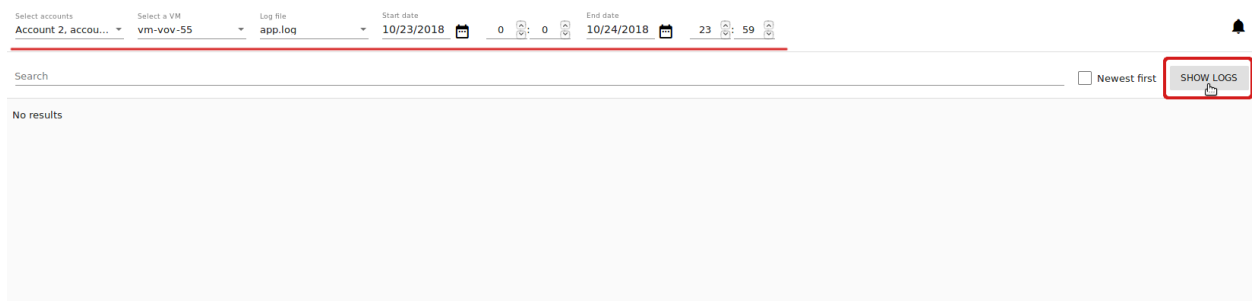 Select accounts Select a VM Log file Start date End date
Account 2, accou... vm-vov-55 app.log 10/23/2018 0 : 0 10/24/2018 23 : 59
Search Newest first SHOW LOGS
No results